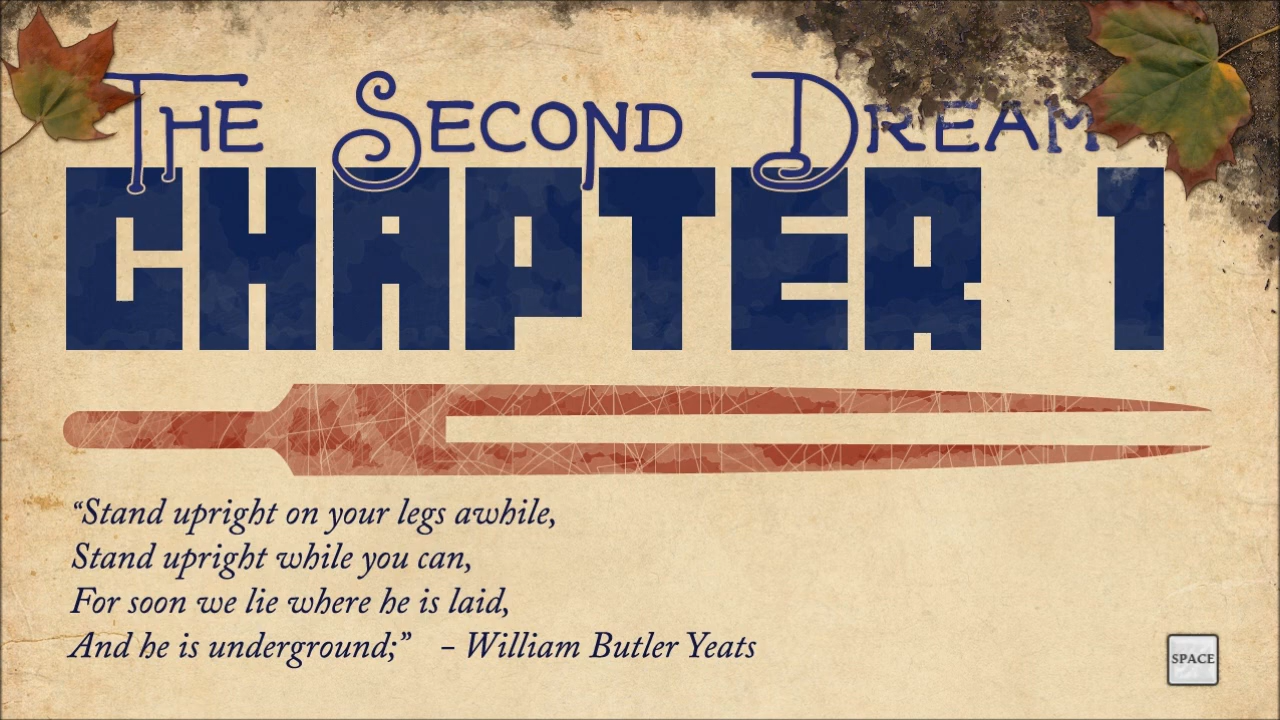 The Second Dream
CHAPTER 1
“Stand upright on your legs awhile,
Stand upright while you can,
For soon we lie where he is laid,
And he is underground;” – William Butler Yeats
SPACE